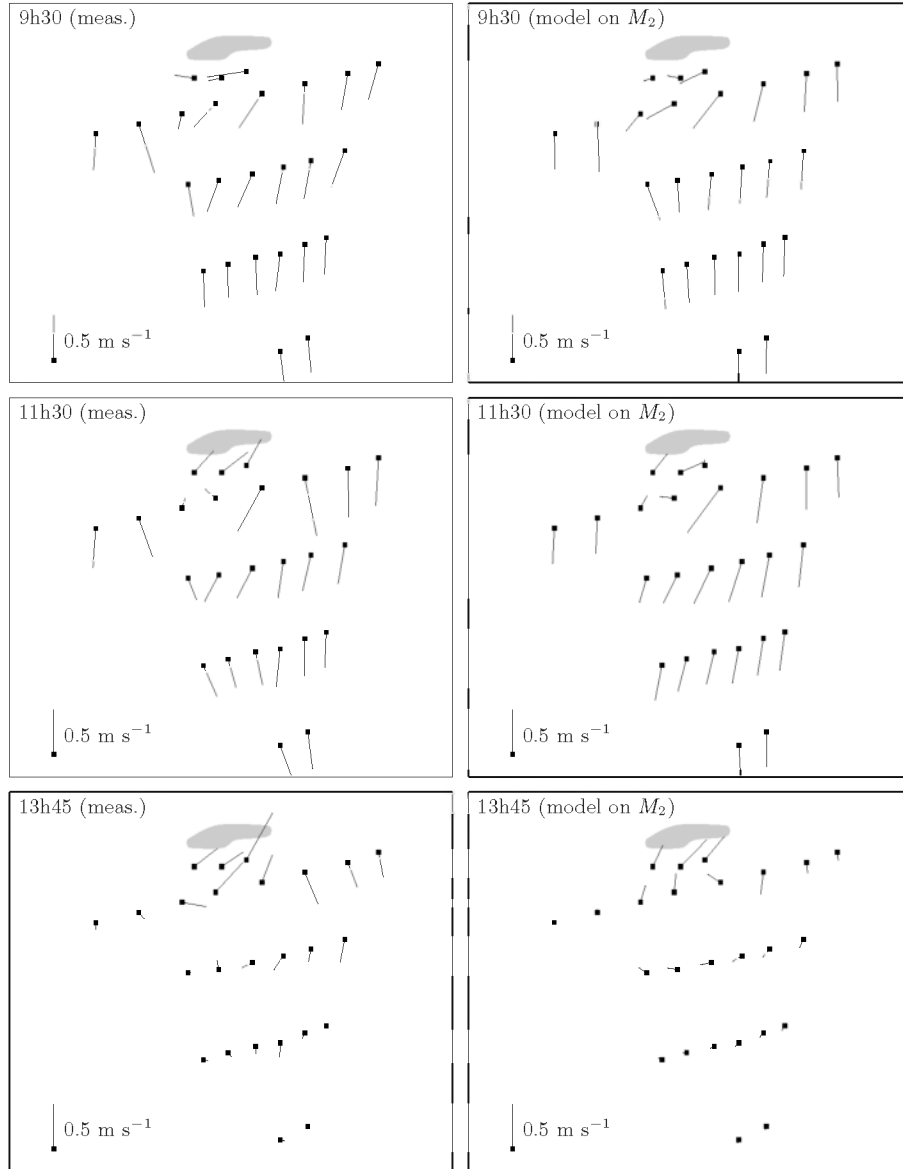 9h30 (meas.)
9h30 (model on M₂)
0.5 m s⁻¹
0.5 m s⁻¹
11h30 (meas.)
11h30 (model on M₂)
0.5 m s⁻¹
0.5 m s⁻¹
13h45 (meas.)
13h45 (model on M₂)
0.5 m s⁻¹
0.5 m s⁻¹